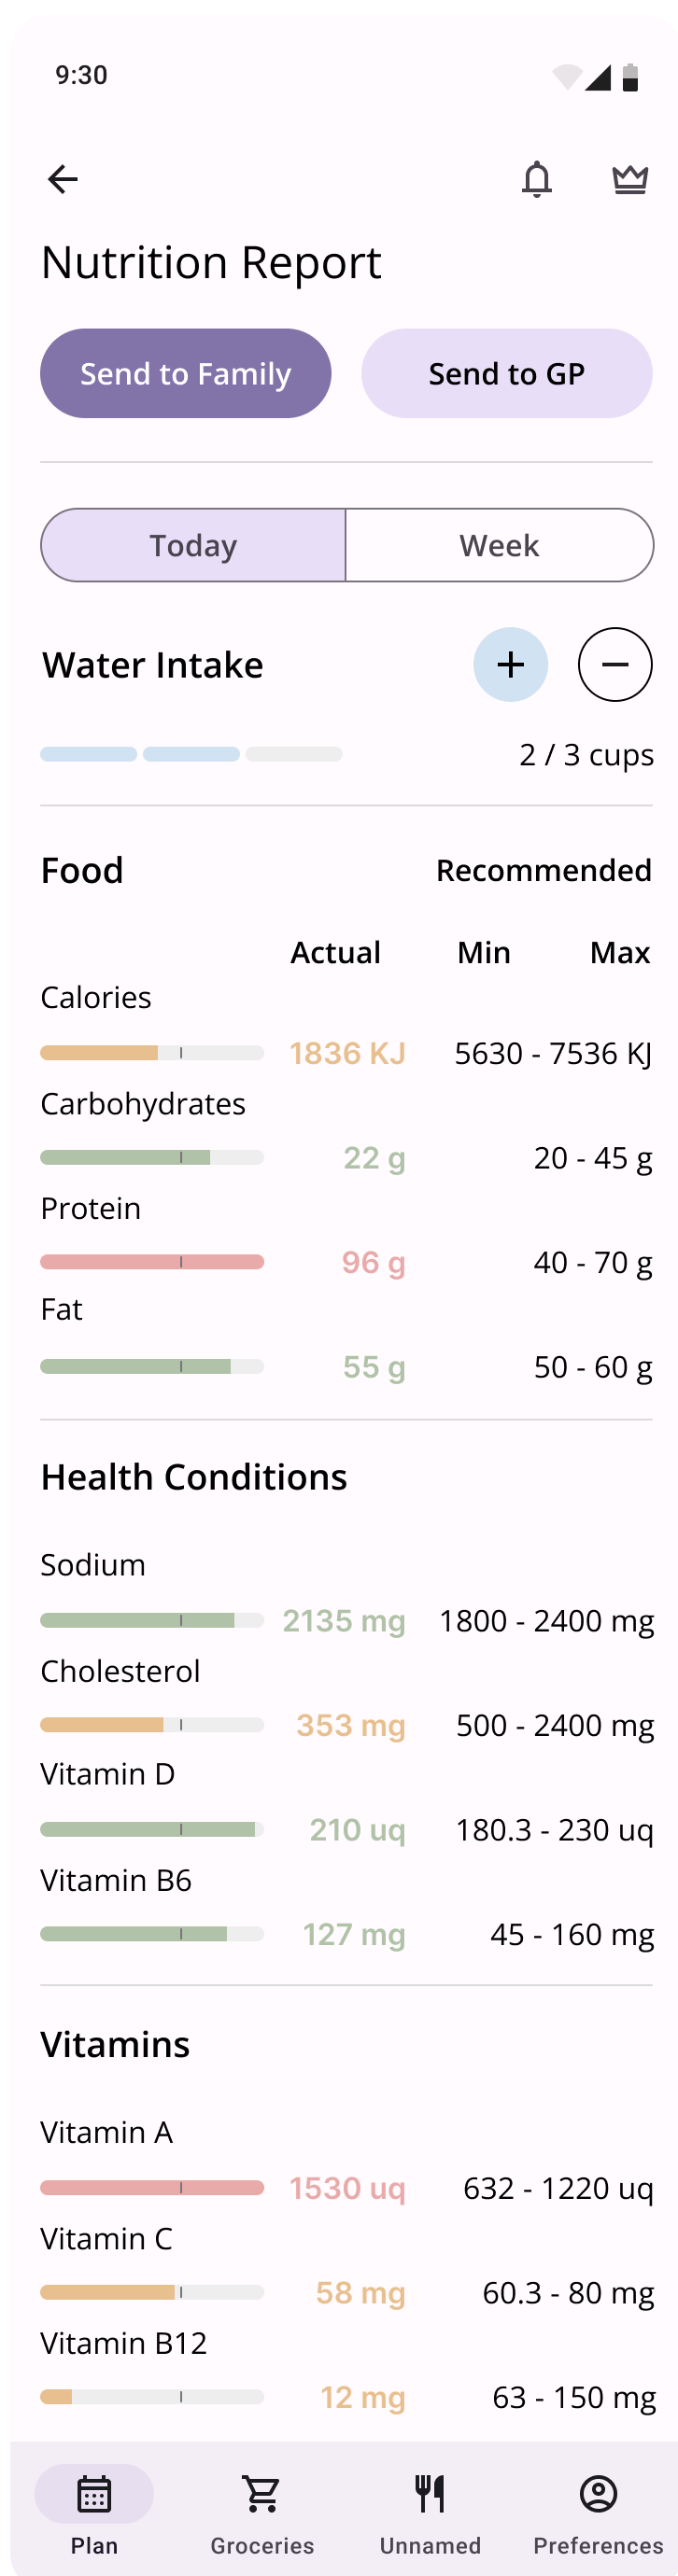 9:30
Nutrition Report
Send to Family Send to GP
Today Week
Water Intake
2 / 3 cups
Food Recommended
Actual Min Max
Calories
1836 KJ 5630 - 7536 KJ
Carbohydrates
22 g 20 - 45 g
Protein
96 g 40 - 70 g
Fat
55 g 50 - 60 g
Health Conditions
Sodium
2135 mg 1800 - 2400 mg
Cholesterol
353 mg 500 - 2400 mg
Vitamin D
210 uq 180.3 - 230 uq
Vitamin B6
127 mg 45 - 160 mg
Vitamins
Vitamin A
1530 uq 632 - 1220 uq
Vitamin C
58 mg 60.3 - 80 mg
Vitamin B12
12 mg 63 - 150 mg
Plan Groceries Unnamed Preferences